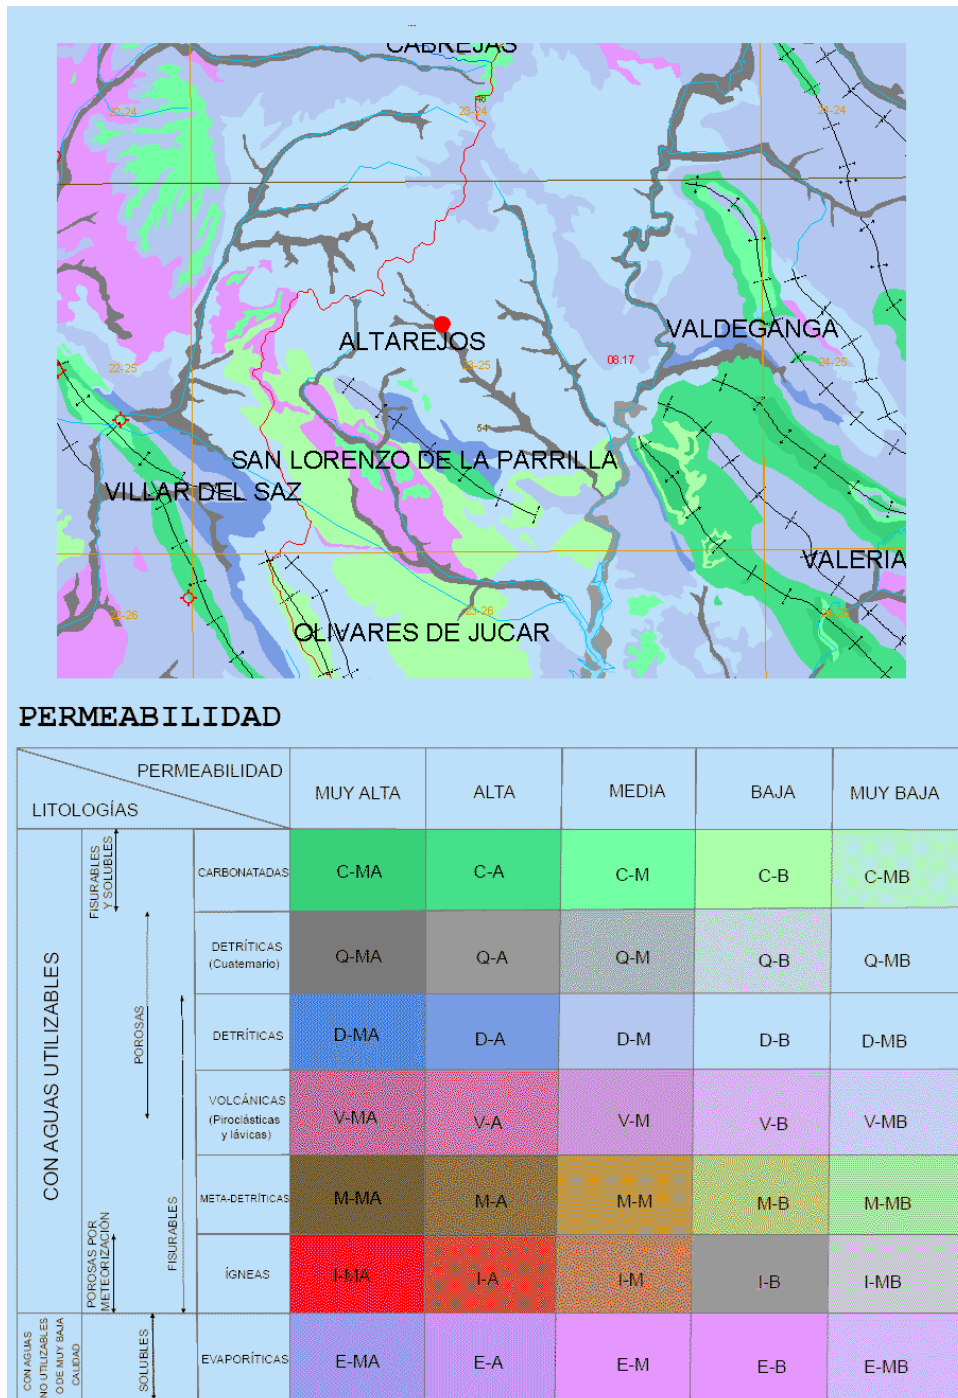 CABREJAS
46
22-24
23-24
24-24
VALDEGANGA
ALTAREJOS
22-25
23-25
08.17
24-25
54
SAN LORENZO DE LA PARRILLA
VILLAR DEL SAZ
VALERIA
22-26
23-26
24-26
OLIVARES DE JUCAR
PERMEABILIDAD
PERMEABILIDAD
LITOLOGÍAS
MUY ALTA
ALTA
MEDIA
BAJA
MUY BAJA
CON AGUAS UTILIZABLES
FISURABLES
Y SOLUBLES
CARBONATADAS
C-MA
C-A
C-M
C-B
C-MB
POROSAS
DETRÍTICAS
(Cuaternario)
Q-MA
Q-A
Q-M
Q-B
Q-MB
DETRÍTICAS
D-MA
D-A
D-M
D-B
D-MB
VOLCÁNICAS
(Piroclásticas
y lávicas)
V-MA
V-A
V-M
V-B
V-MB
FISURABLES
META-DETRÍTICAS
M-MA
M-A
M-M
M-B
M-MB
POROSAS POR
METEORIZACIÓN
ÍGNEAS
I-MA
I-A
I-M
I-B
I-MB
CON AGUAS
NO UTILIZABLES
O DE MUY BAJA
CALIDAD
SOLUBLES
EVAPORÍTICAS
E-MA
E-A
E-M
E-B
E-MB